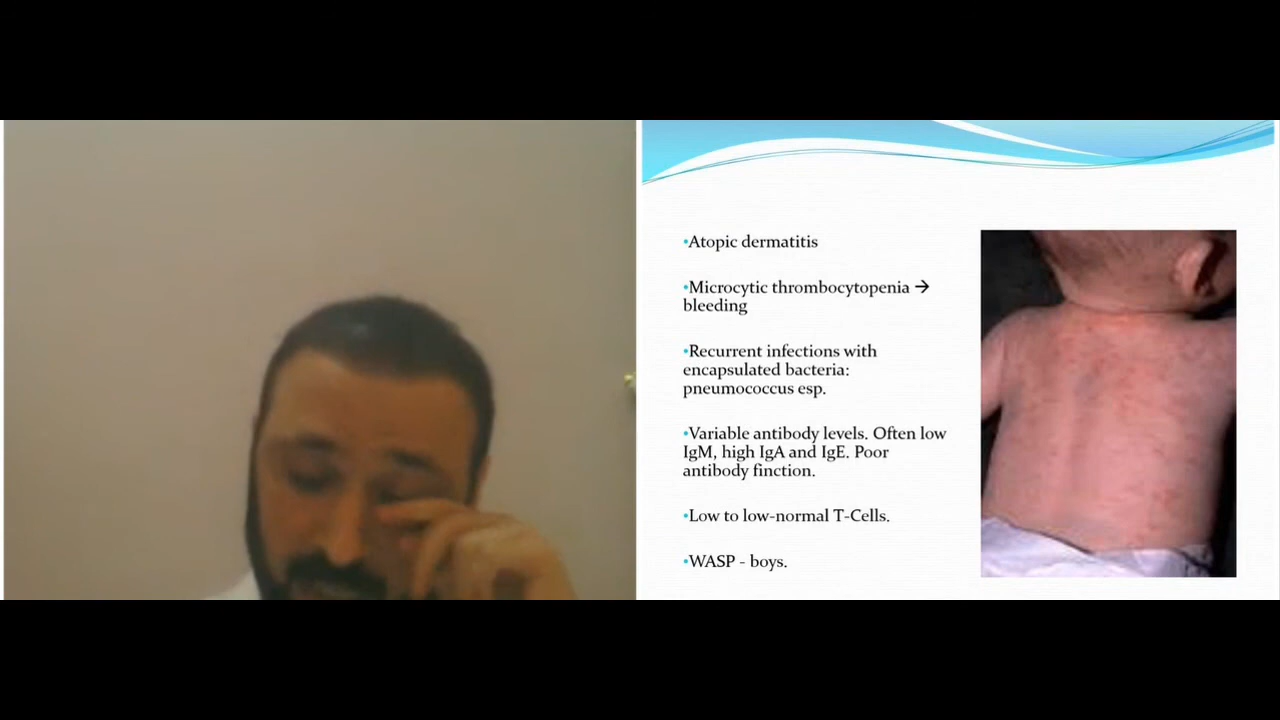 •Atopic dermatitis
•Microcytic thrombocytopenia →
bleeding
•Recurrent infections with
encapsulated bacteria:
pneumococcus esp.
•Variable antibody levels. Often low
IgM, high IgA and IgE. Poor
antibody finction.
•Low to low-normal T-Cells.
•WASP - boys.